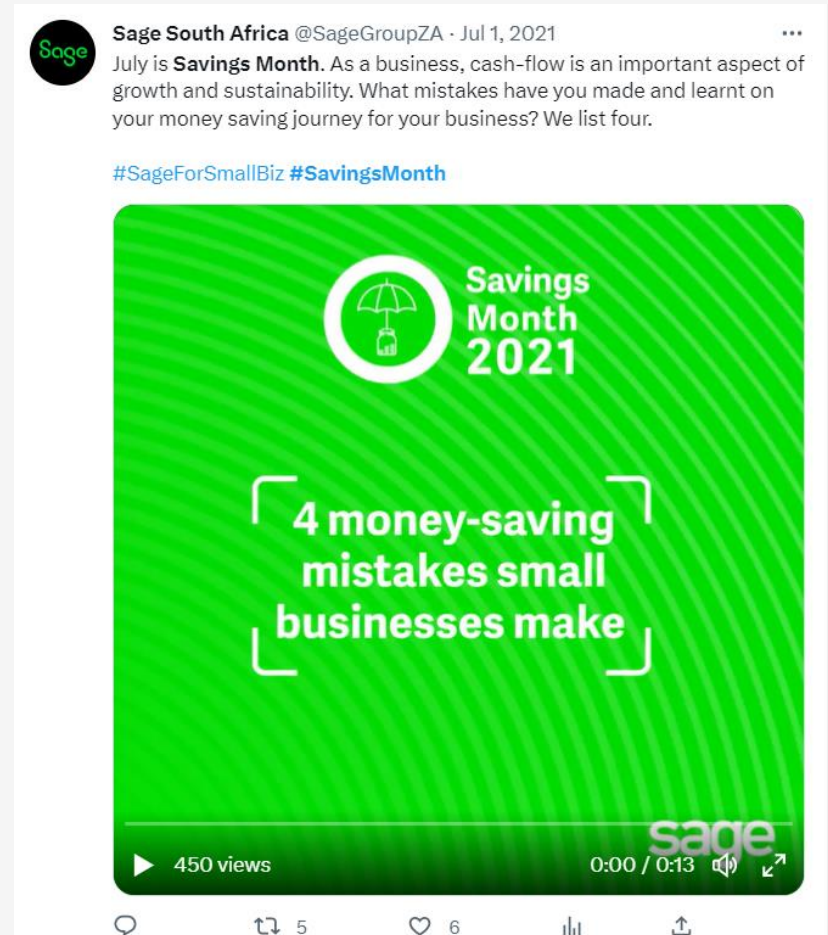 Sage
Sage South Africa @SageGroupZA · Jul 1, 2021 ···
July is Savings Month. As a business, cash-flow is an important aspect of
growth and sustainability. What mistakes have you made and learnt on
your money saving journey for your business? We list four.
#SageForSmallBiz #SavingsMonth
Savings
Month
2021
4 money-saving
mistakes small
businesses make
sage
450 views
0:00 / 0:13
5
6